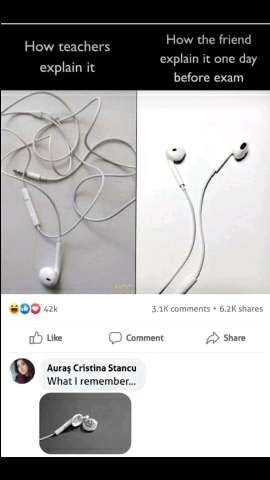 How teachers
explain it
How the friend
explain it one day
before exam
42k
3.1K comments • 6.2K shares
Like
Comment
Share
Auraş Cristina Stancu
What I remember...